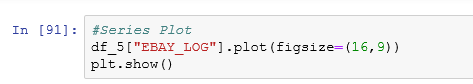 In [91]: #Series Plot
df_5["EBAY_LOG"].plot(figsize=(16,9))
plt.show()